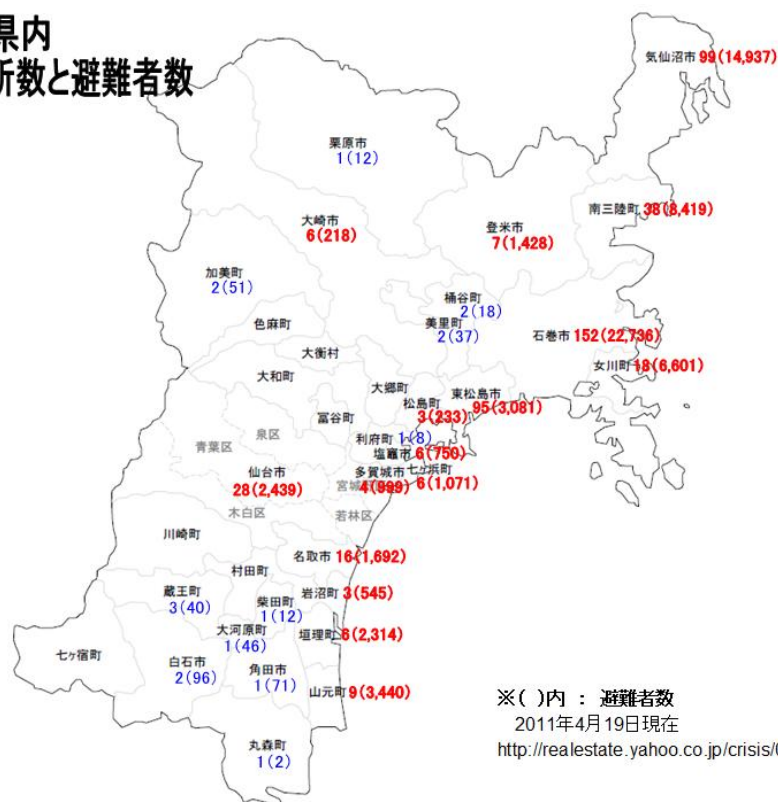 県内
所数と避難者数
気仙沼市 99(14,937)
栗原市
1(12)
南三陸町 38(8,419)
大崎市
6(218)
登米市
7(1,428)
加美町
2(51)
桶谷町
2(18)
美里町
2(37)
色麻町
石巻市 152(22,736)
大衡村
女川町 18(6,601)
大和町
大郷町
東松島市
95(3,081)
松島町
3(233)
富谷町
泉区
利府町 1(8)
青葉区
塩竈市 6(750)
仙台市
28(2,439)
多賀城市
4(999)
七ヶ浜町
6(1,071)
宮城
木白区
若林区
川崎町
名取市 16(1,692)
村田町
蔵王町
3(40)
柴田町
1(12)
岩沼町 3(545)
大河原町
1(46)
垣理町 6(2,314)
七ヶ宿町
白石市
2(96)
角田市
1(71)
山元町 9(3,440)
丸森町
1(2)
※( )内 : 避難者数
2011年4月19日現在
http://realestate.yahoo.co.jp/crisis/